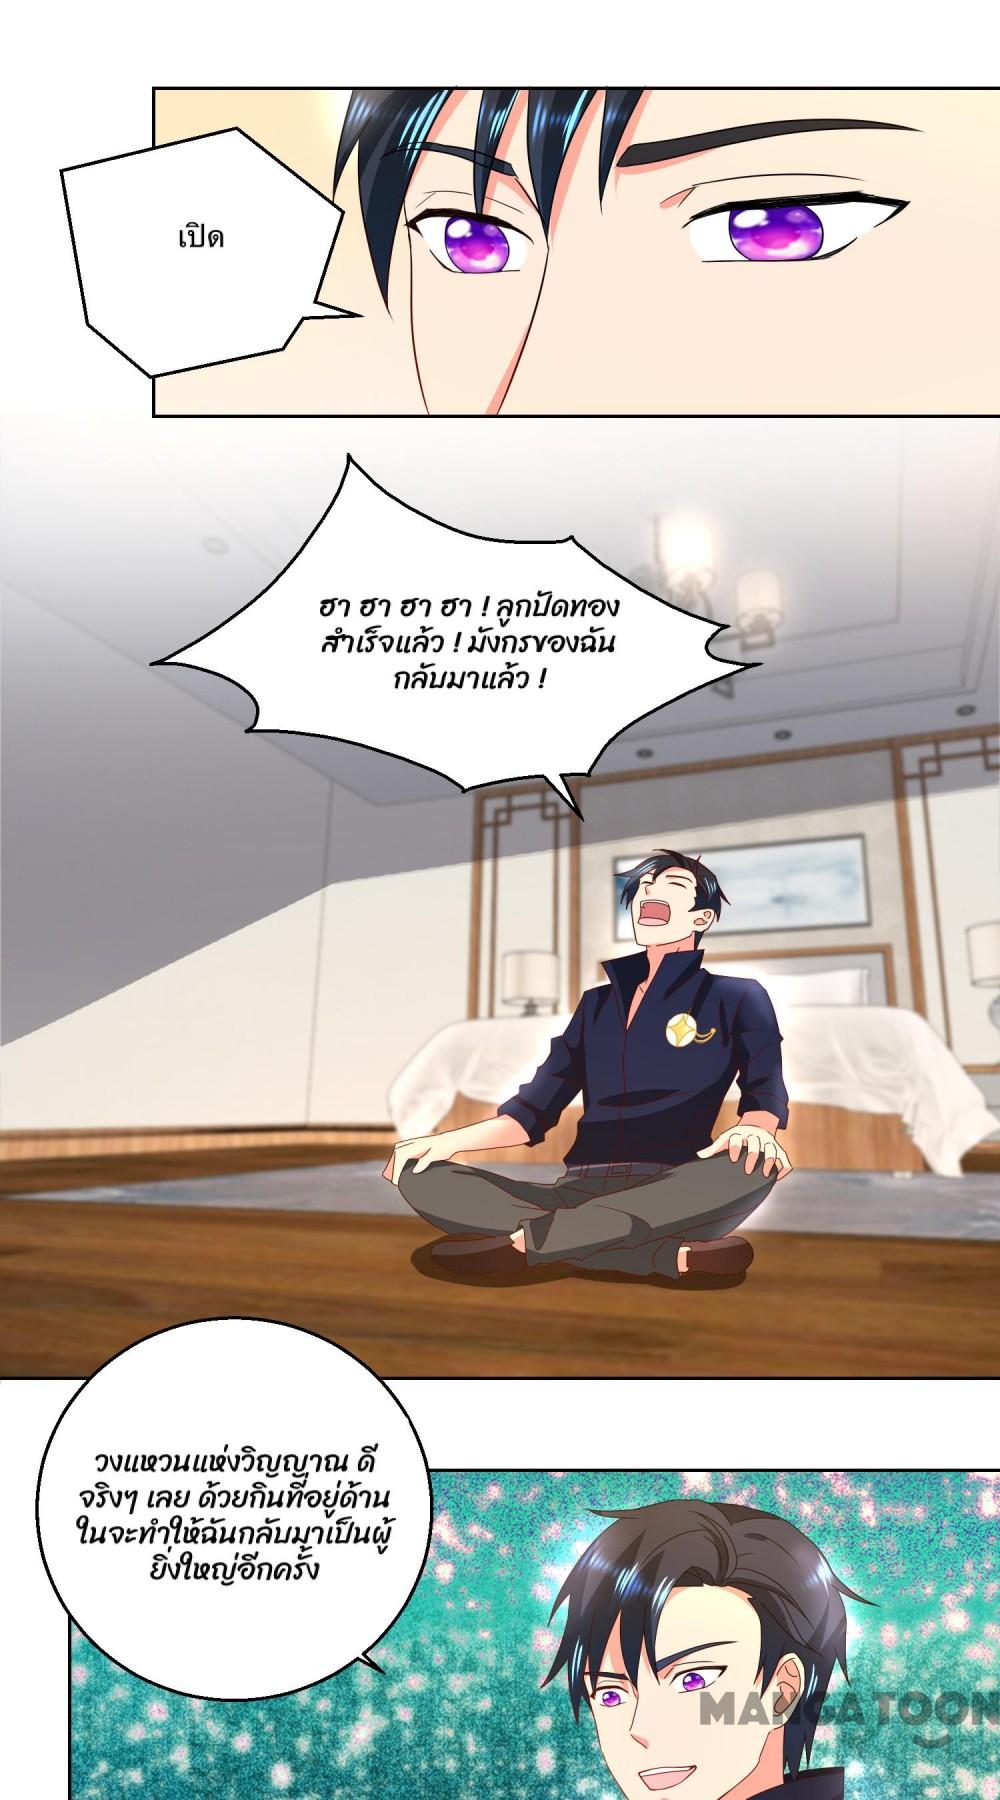 เปิด
ฮา ฮา ฮา ฮา ! ลูกปัดทอง
สำเร็จแล้ว ! มังกรของฉัน
กลับมาแล้ว !
วงแหวนแห่งวิญญาณ ดี
จริงๆ เลย ด้วยกินที่อยู่ด้าน
ในจะทำให้ฉันกลับมาเป็นผู้
ยิ่งใหญ่อีกครั้ง
MANGATOON